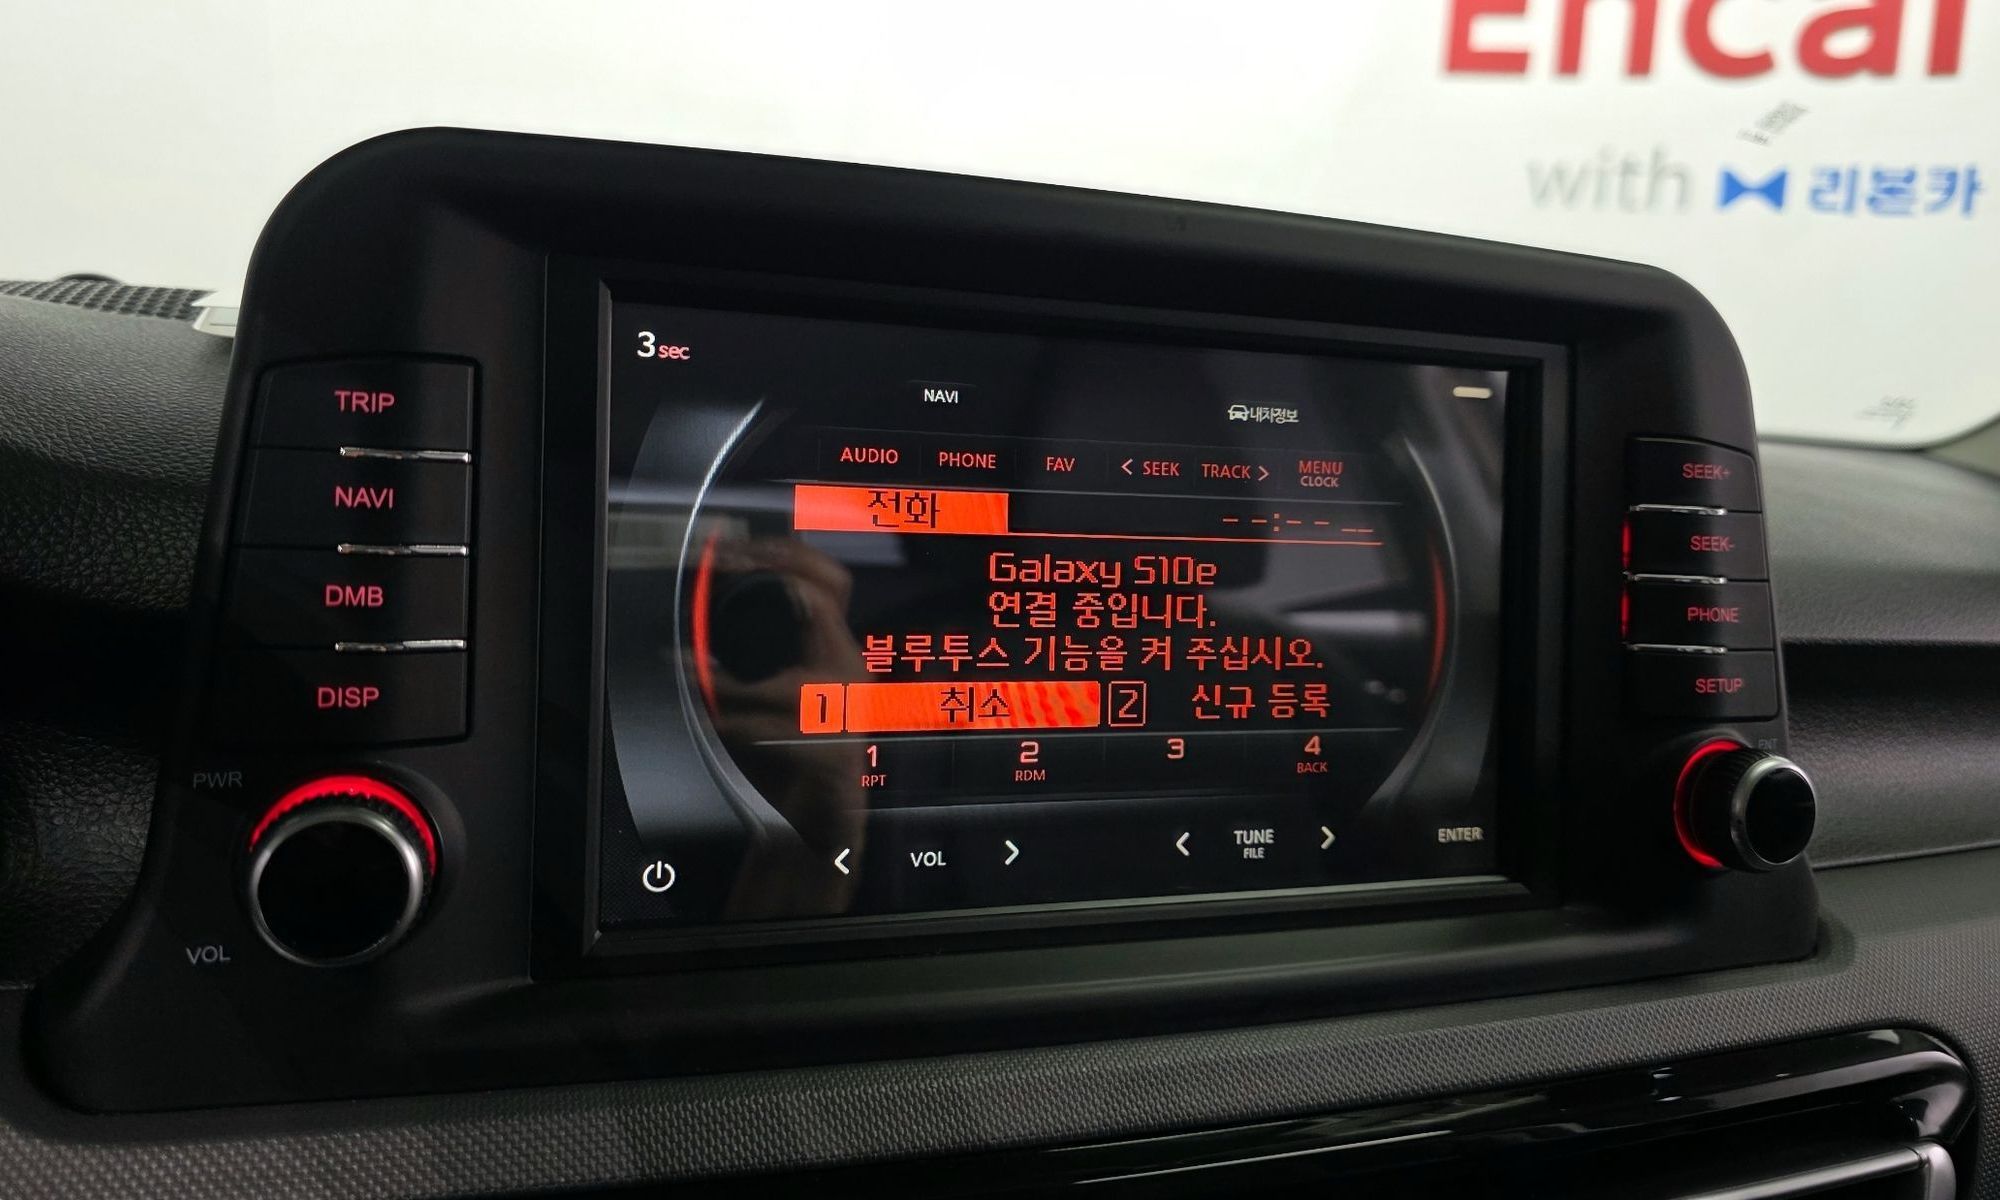 Encar
with 리본카
3 sec
NAVI
내차정보
AUDIO PHONE FAV < SEEK TRACK > MENU CLOCK
전화 --:-- --
Galaxy S10e
연결 중입니다.
블루투스 기능을 켜 주십시오.
1 취소 2 신규 등록
1 RPT 2 RDM 3 4 BACK
< VOL > < TUNE FILE > ENTER
TRIP
NAVI
DMB
DISP
PWR
VOL
SEEK+
SEEK-
PHONE
SETUP